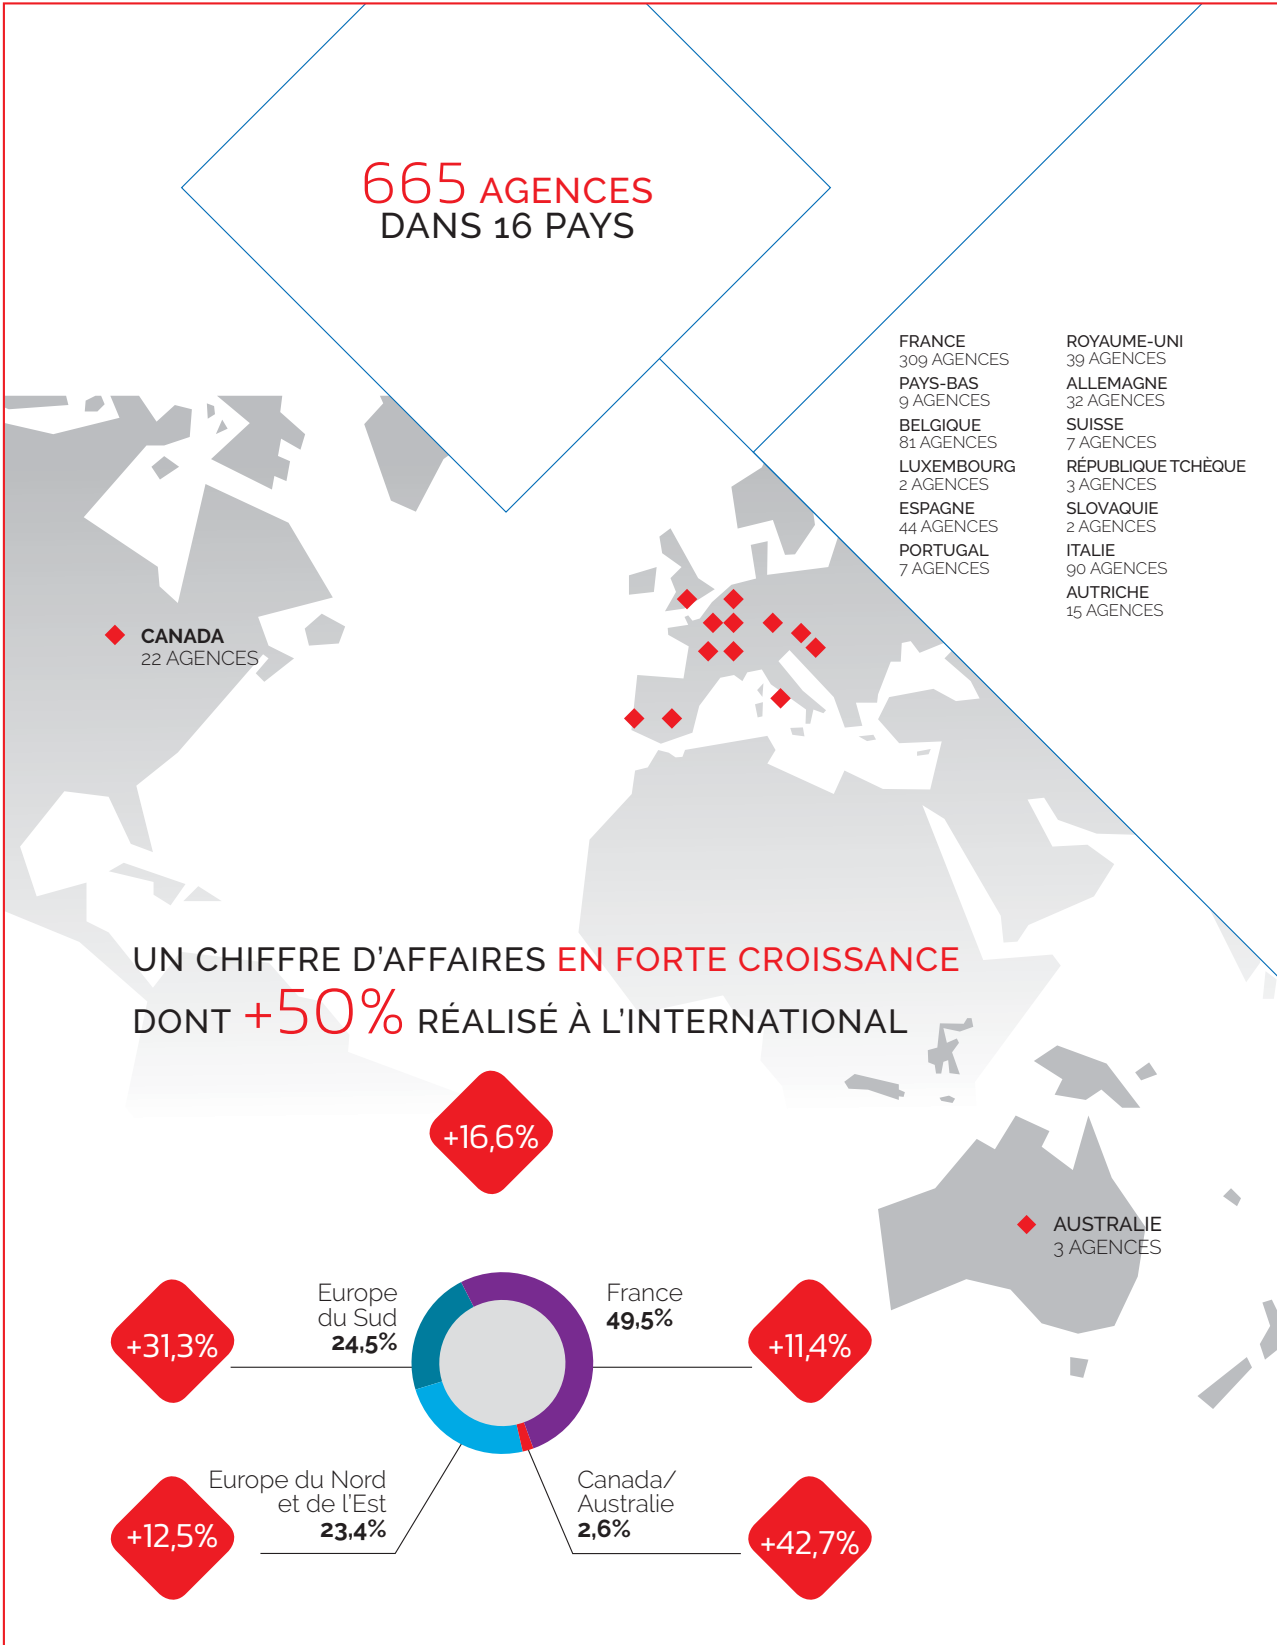 665 AGENCES
DANS 16 PAYS
FRANCE
309 AGENCES
PAYS-BAS
9 AGENCES
BELGIQUE
81 AGENCES
LUXEMBOURG
2 AGENCES
ESPAGNE
44 AGENCES
PORTUGAL
7 AGENCES
ROYAUME-UNI
39 AGENCES
ALLEMAGNE
32 AGENCES
SUISSE
7 AGENCES
RÉPUBLIQUE TCHÈQUE
3 AGENCES
SLOVAQUIE
2 AGENCES
ITALIE
90 AGENCES
AUTRICHE
15 AGENCES
CANADA
22 AGENCES
UN CHIFFRE D'AFFAIRES EN FORTE CROISSANCE
DONT +50% RÉALISÉ À L'INTERNATIONAL
+16,6%
AUSTRALIE
3 AGENCES
+31,3%
Europe
du Sud
24,5%
France
49,5%
+11,4%
+12,5%
Europe du Nord
et de l'Est
23,4%
Canada/
Australie
2,6%
+42,7%